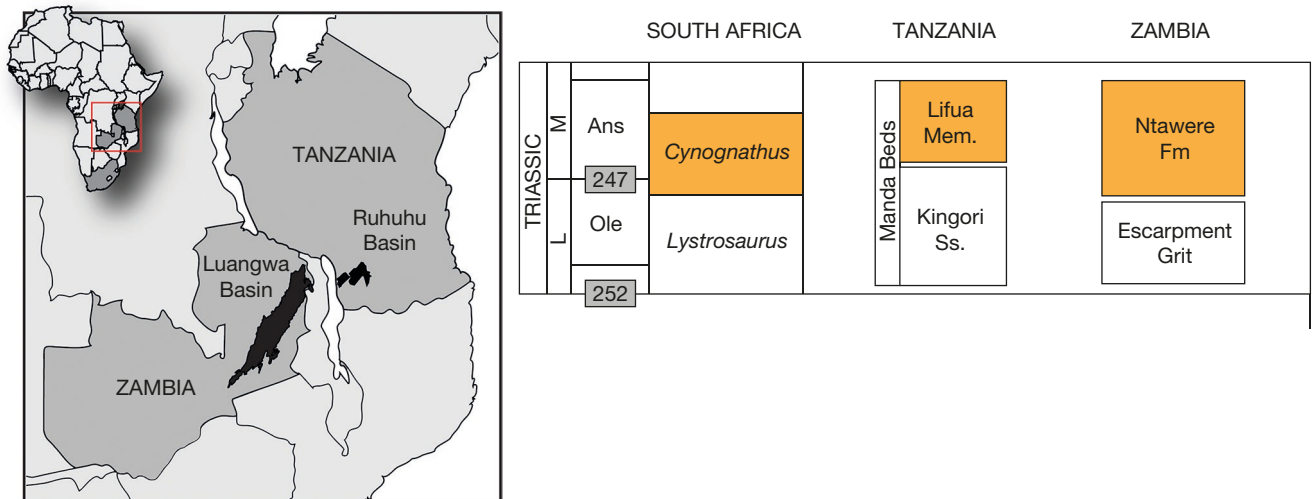 TANZANIA
Ruhuhu
Basin
Luangwa
Basin
ZAMBIA
SOUTH AFRICA
TANZANIA
ZAMBIA
TRIASSIC
M
L
Ans
247
Ole
252
Cynognathus
Lystrosaurus
Manda Beds
Lifua
Mem.
Kingori
Ss.
Ntawere
Fm
Escarpment
Grit